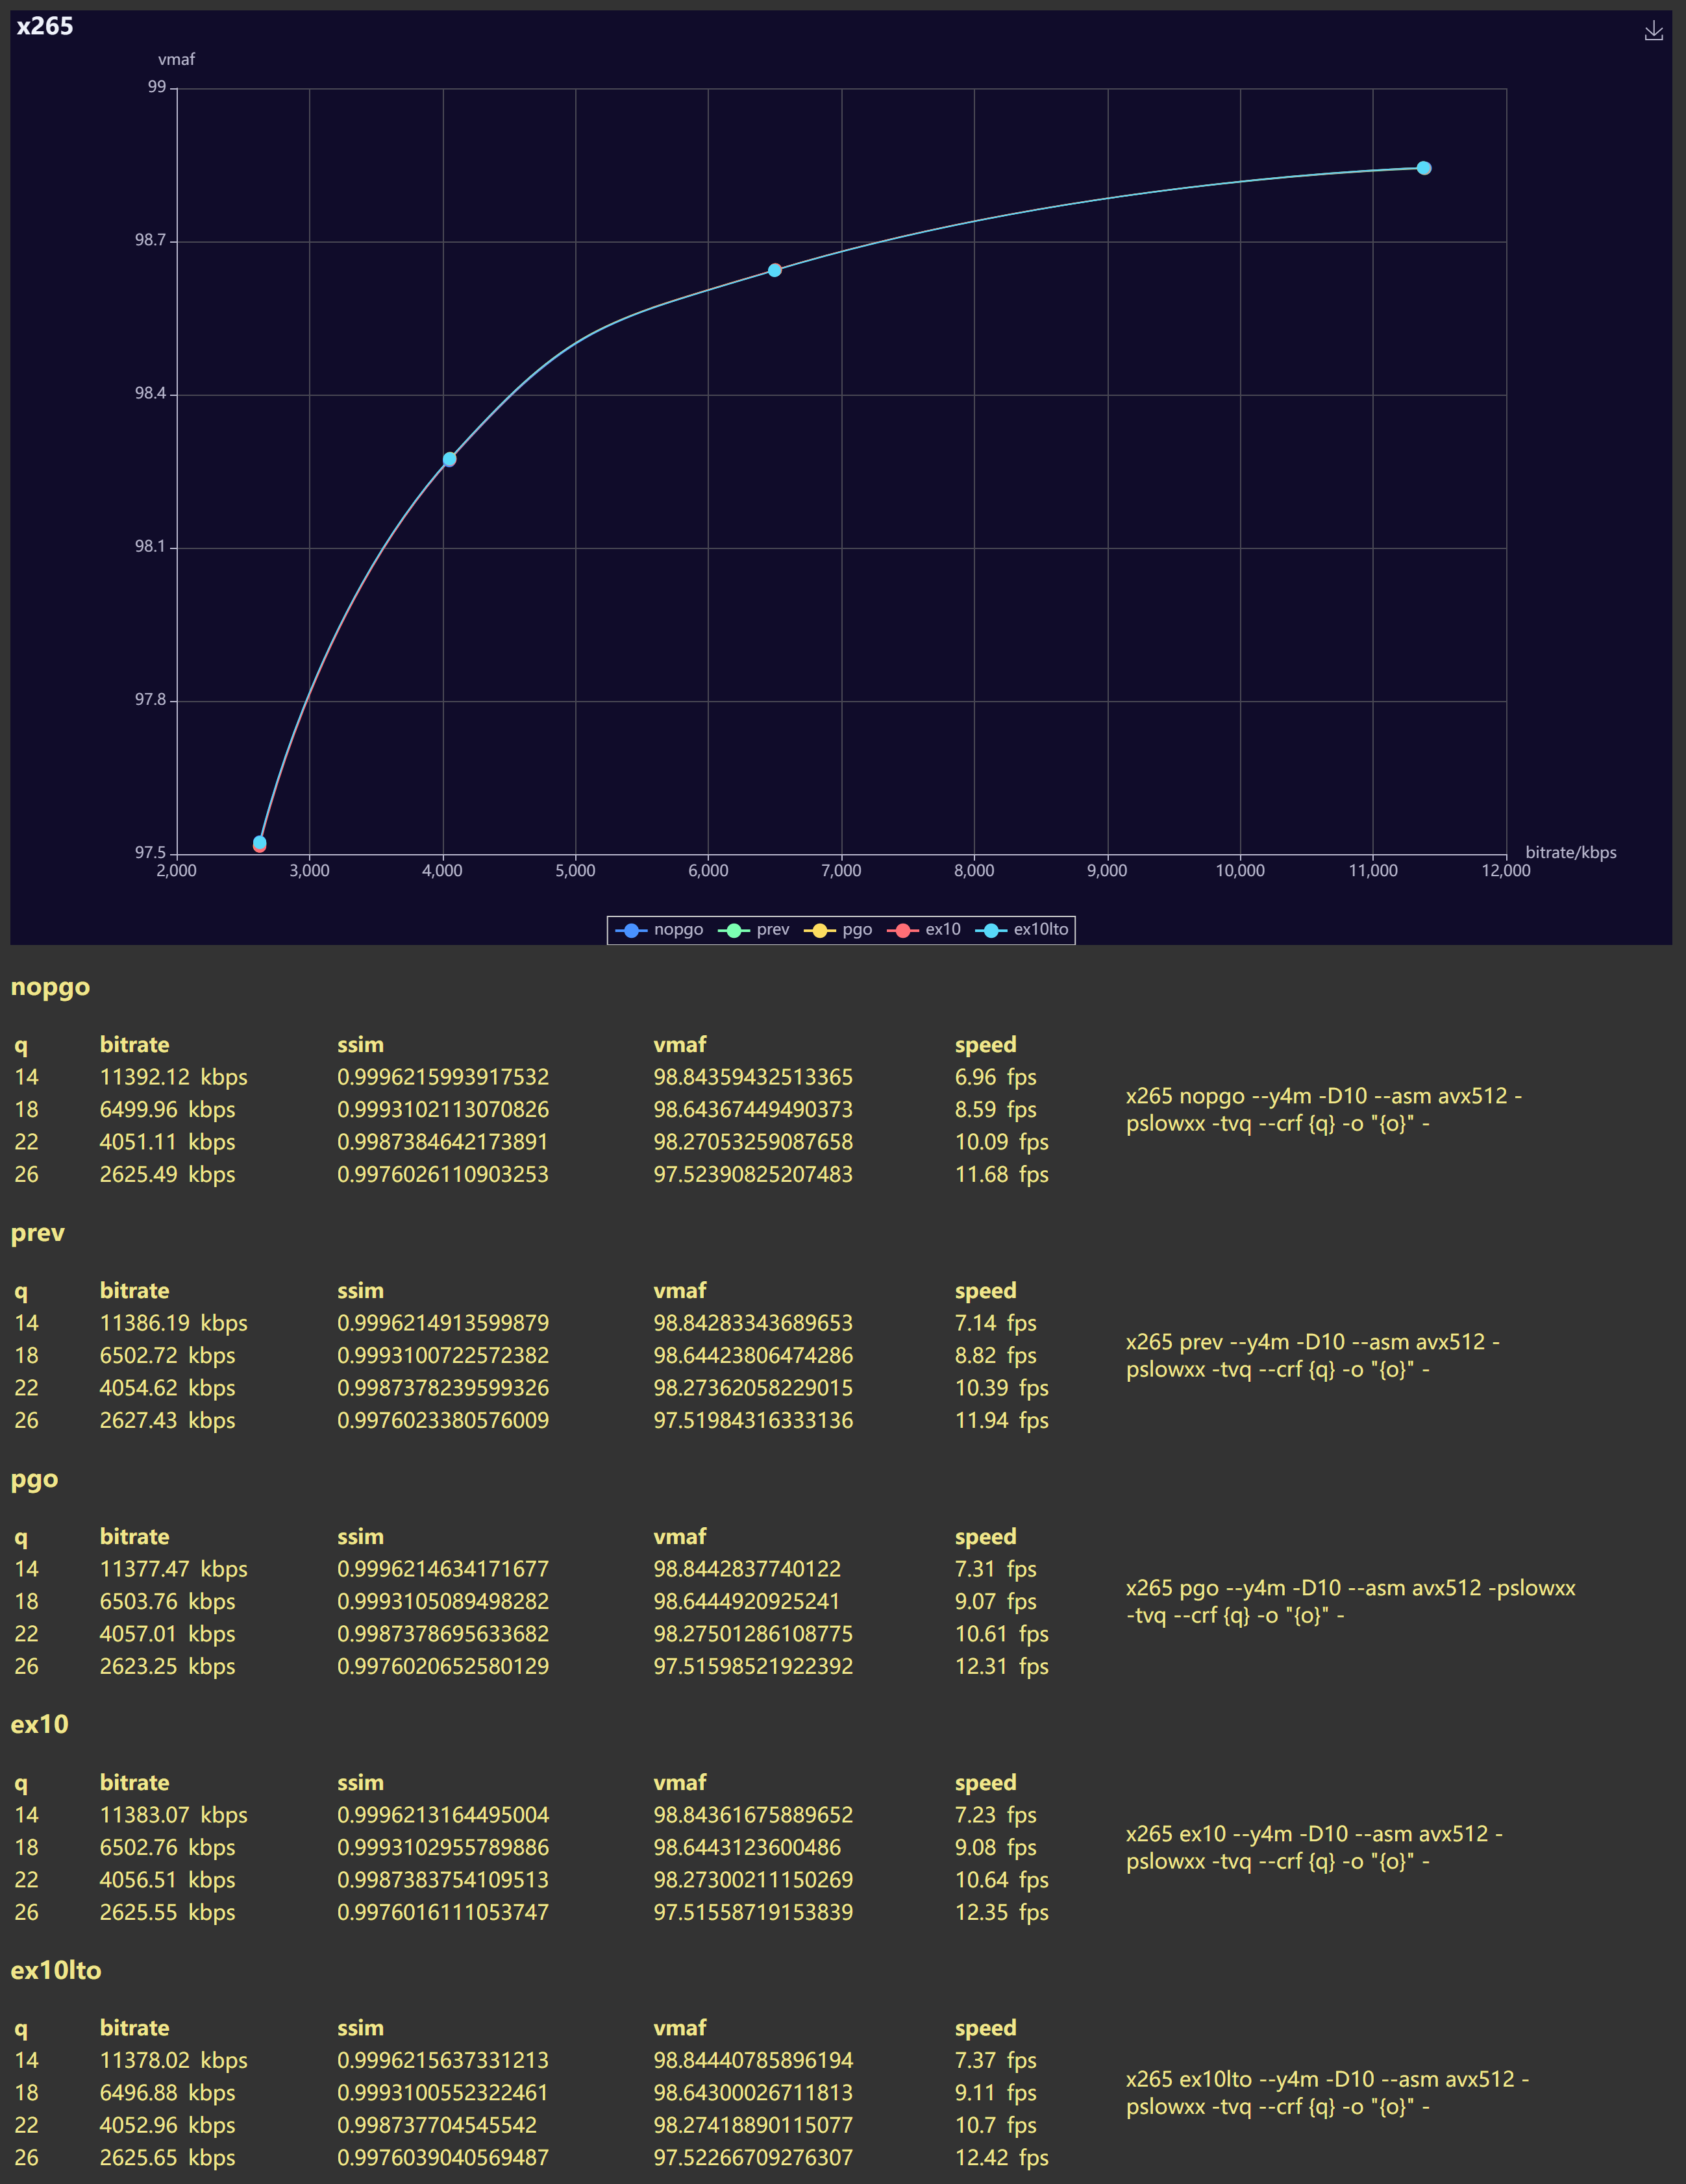 x265
vmaf
99
98.7
98.4
98.1
97.8
97.5
2,000 3,000 4,000 5,000 6,000 7,000 8,000 9,000 10,000 11,000 12,000
bitrate/kbps
nopgo prev pgo ex10 ex10lto
nopgo
q bitrate ssim vmaf speed
14 11392.12 kbps 0.9996215993917532 98.84359432513365 6.96 fps
18 6499.96 kbps 0.9993102113070826 98.64367449490373 8.59 fps
22 4051.11 kbps 0.9987384642173891 98.27053259087658 10.09 fps
26 2625.49 kbps 0.9976026110903253 97.52390825207483 11.68 fps
x265 nopgo --y4m -D10 --asm avx512 -
pslowxx -tvq --crf {q} -o "{o}" -
prev
q bitrate ssim vmaf speed
14 11386.19 kbps 0.9996214913599879 98.84283343689653 7.14 fps
18 6502.72 kbps 0.9993100722572382 98.64423806474286 8.82 fps
22 4054.62 kbps 0.9987378239599326 98.27362058229015 10.39 fps
26 2627.43 kbps 0.9976023380576009 97.51984316333136 11.94 fps
x265 prev --y4m -D10 --asm avx512 -
pslowxx -tvq --crf {q} -o "{o}" -
pgo
q bitrate ssim vmaf speed
14 11377.47 kbps 0.9996214634171677 98.8442837740122 7.31 fps
18 6503.76 kbps 0.9993105089498282 98.6444920925241 9.07 fps
22 4057.01 kbps 0.9987378695633682 98.27501286108775 10.61 fps
26 2623.25 kbps 0.9976020652580129 97.51598521922392 12.31 fps
x265 pgo --y4m -D10 --asm avx512 -pslowxx
-tvq --crf {q} -o "{o}" -
ex10
q bitrate ssim vmaf speed
14 11383.07 kbps 0.9996213164495004 98.84361675889652 7.23 fps
18 6502.76 kbps 0.9993102955789886 98.6443123600486 9.08 fps
22 4056.51 kbps 0.9987383754109513 98.27300211150269 10.64 fps
26 2625.55 kbps 0.9976016111053747 97.51558719153839 12.35 fps
x265 ex10 --y4m -D10 --asm avx512 -
pslowxx -tvq --crf {q} -o "{o}" -
ex10lto
q bitrate ssim vmaf speed
14 11378.02 kbps 0.9996215637331213 98.84440785896194 7.37 fps
18 6496.88 kbps 0.9993100552322461 98.64300026711813 9.11 fps
22 4052.96 kbps 0.998737704545542 98.27418890115077 10.7 fps
26 2625.65 kbps 0.9976039040569487 97.52266709276307 12.42 fps
x265 ex10lto --y4m -D10 --asm avx512 -
pslowxx -tvq --crf {q} -o "{o}" -